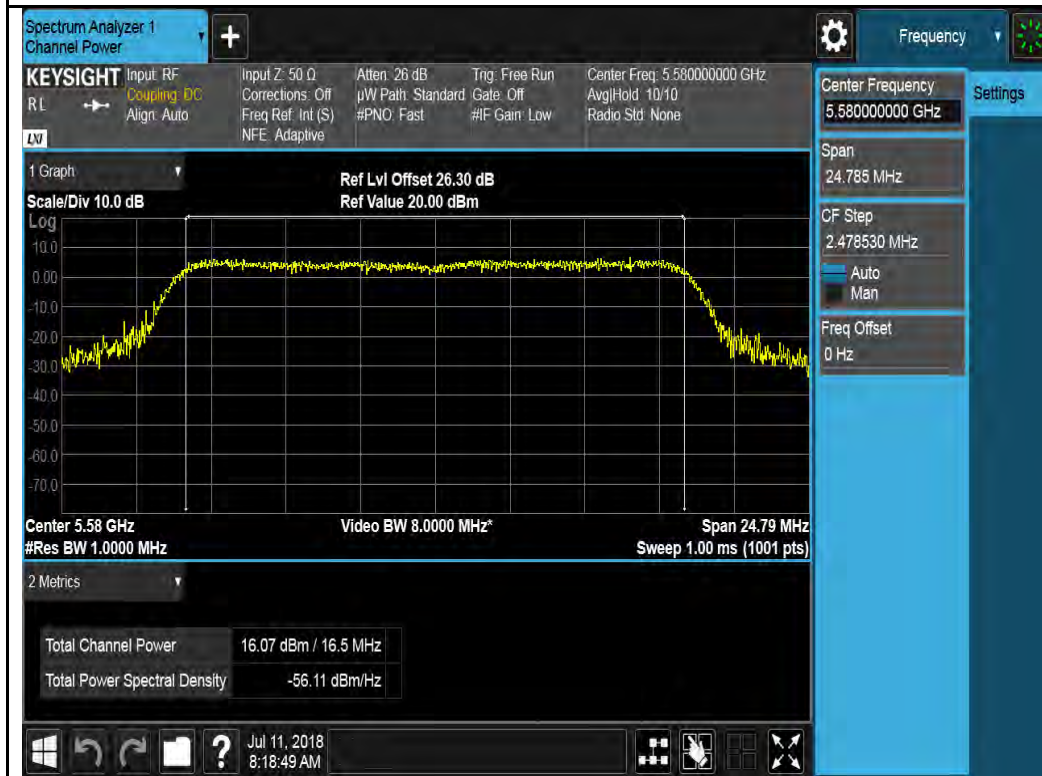 Spectrum Analyzer 1
Channel Power
+
Frequency
KEYSIGHT
RL
LXI
Input: RF
Coupling: DC
Align: Auto
Input Z: 50 Ω
Corrections: Off
Freq Ref: Int (S)
NFE: Adaptive
Atten: 26 dB
µW Path: Standard
#PNO: Fast
Trig: Free Run
Gate: Off
#IF Gain: Low
Center Freq: 5.580000000 GHz
Avg|Hold: 10/10
Radio Std: None
Center Frequency
5.580000000 GHz
Settings
Span
24.785 MHz
CF Step
2.478530 MHz
Auto
Man
Freq Offset
0 Hz
1 Graph
Scale/Div 10.0 dB
Ref Lvl Offset 26.30 dB
Ref Value 20.00 dBm
Log
10.0
0.00
-10.0
-20.0
-30.0
-40.0
-50.0
-60.0
-70.0
Center 5.58 GHz
#Res BW 1.0000 MHz
Video BW 8.0000 MHz*
Span 24.79 MHz
Sweep 1.00 ms (1001 pts)
2 Metrics
Total Channel Power 16.07 dBm / 16.5 MHz
Total Power Spectral Density -56.11 dBm/Hz
?
Jul 11, 2018
8:18:49 AM